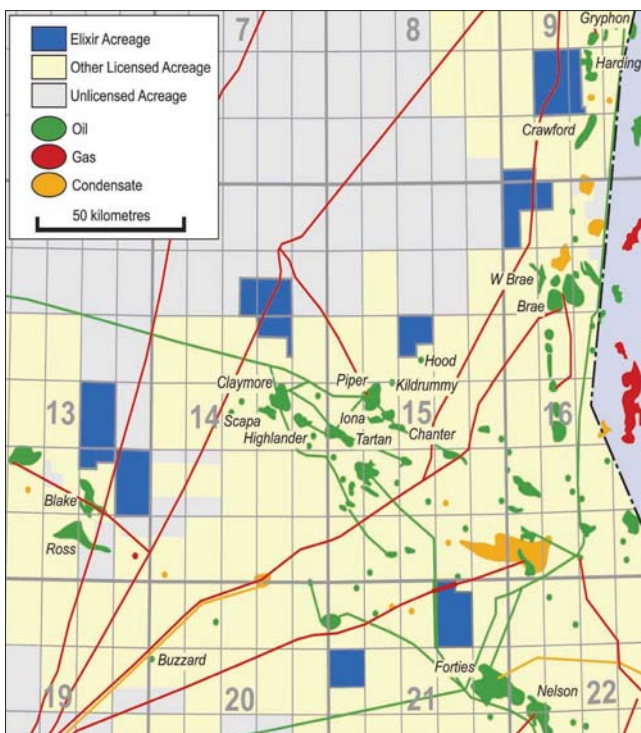 7
8
9
Gryphon
Elixir Acreage
Other Licensed Acreage
Unlicensed Acreage
Oil
Gas
Condensate
50 kilometres
Harding
Crawford
W Brae
Brae
Hood
Kildrummy
Piper
Claymore
13
14
Scapa
Iona
15
16
Highlander
Tartan
Chanter
Blake
Ross
Buzzard
Forties
Nelson
19
20
21
22